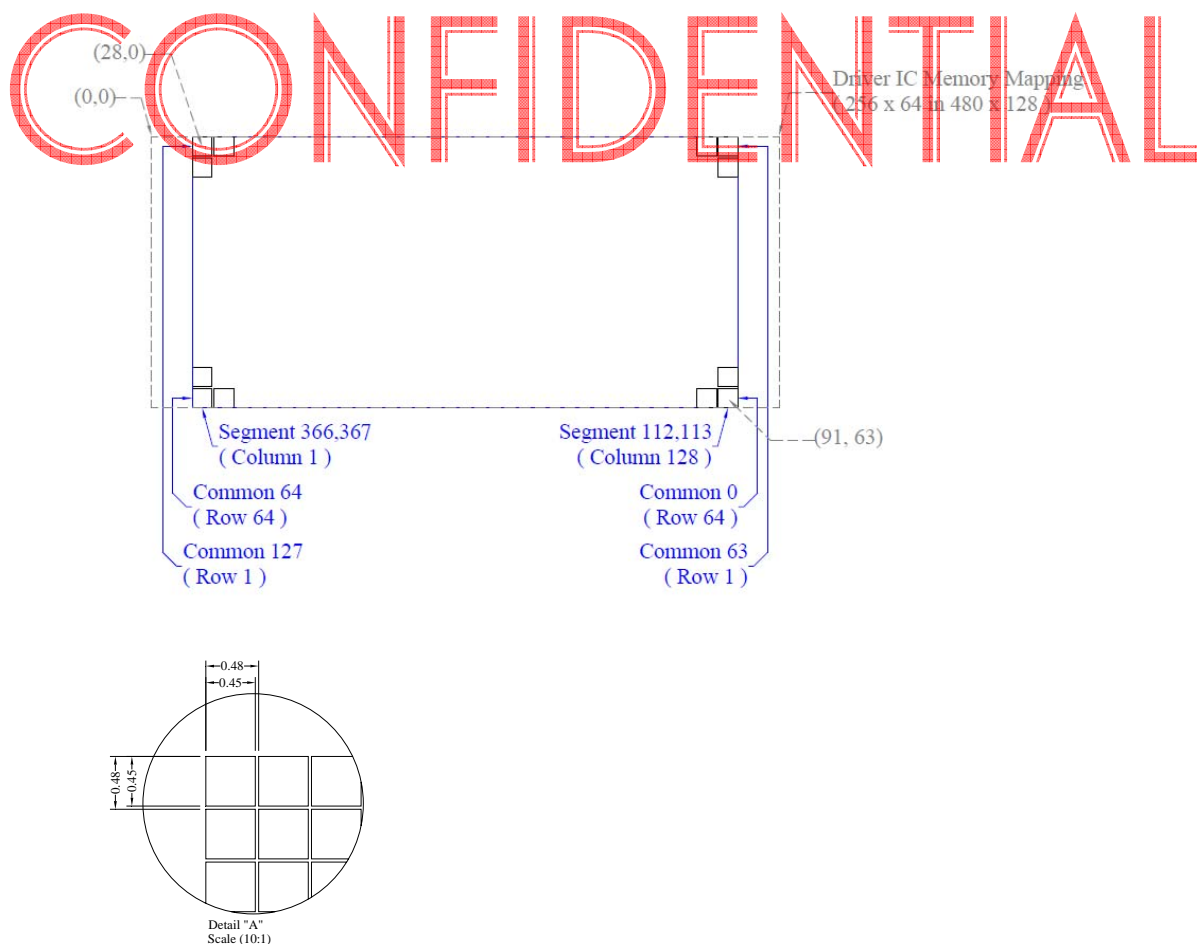 CONFIDENTIAL
(28,0)
(0,0)
Driver IC Memory Mapping
( 256 x 64 in 480 x 128 )
Segment 366,367
( Column 1 )
Segment 112,113
( Column 128 )
(91, 63)
Common 64
( Row 64 )
Common 0
( Row 64 )
Common 127
( Row 1 )
Common 63
( Row 1 )
0.48
0.45
0.48
0.45
Detail "A"
Scale (10:1)